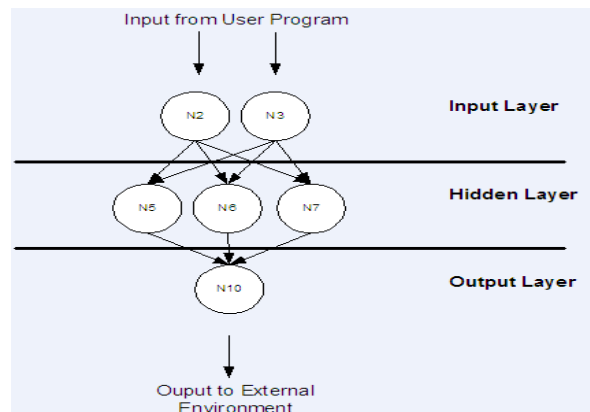 Input from User Program
N2 N3
Input Layer
N5 N6 N7
Hidden Layer
N10
Output Layer
Ouput to External
Environment